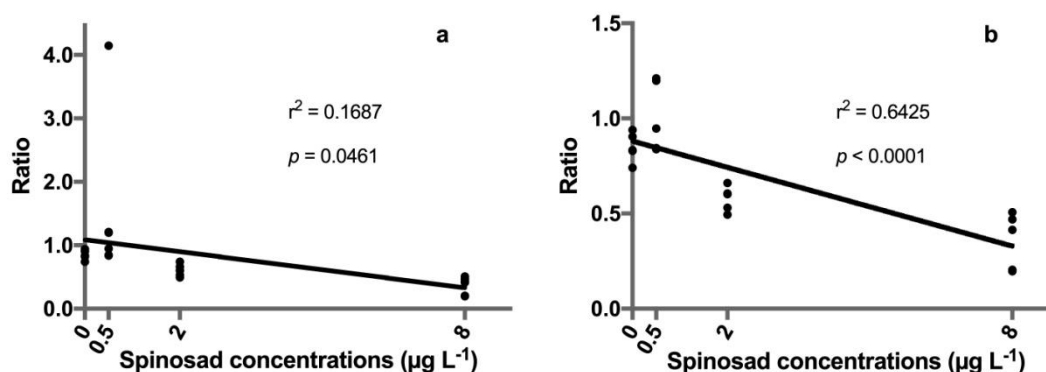 a
4.0
3.0
2.0
1.0
0.0
Ratio
r² = 0.1687
p = 0.0461
0
0.5
2
8
Spinosad concentrations (µg L⁻¹)
b
1.5
1.0
0.5
0.0
Ratio
r² = 0.6425
p < 0.0001
0
0.5
2
8
Spinosad concentrations (µg L⁻¹)